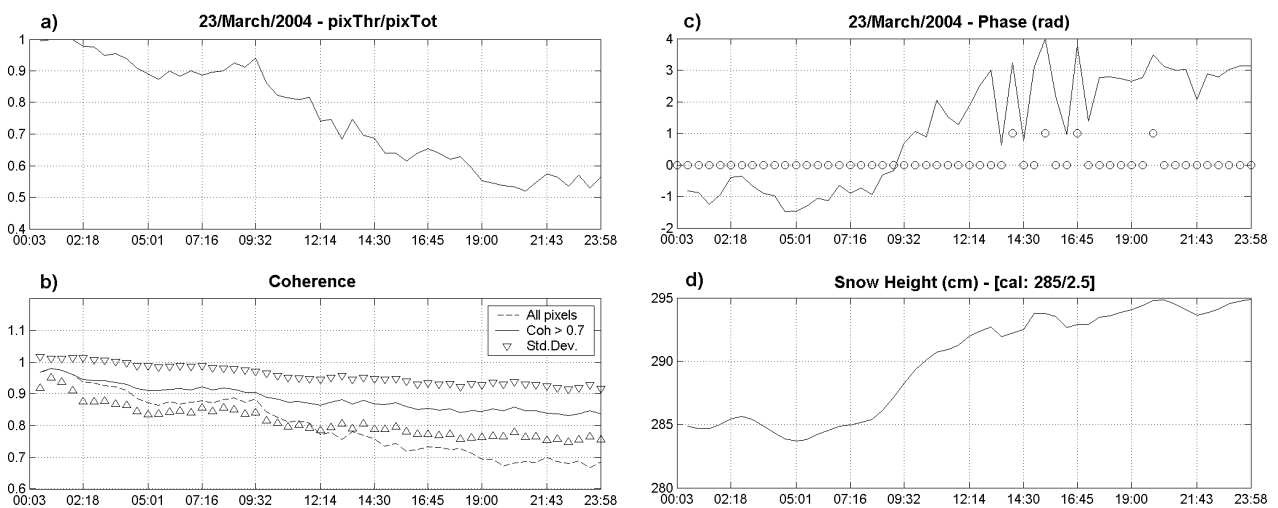 a)
23/March/2004 - pixThr/pixTot
1
0.9
0.8
0.7
0.6
0.5
0.4
00:03 02:18 05:01 07:16 09:32 12:14 14:30 16:45 19:00 21:43 23:58
b)
Coherence
1.1
1
0.9
0.8
0.7
0.6
All pixels
Coh > 0.7
Std.Dev.
00:03 02:18 05:01 07:16 09:32 12:14 14:30 16:45 19:00 21:43 23:58
c)
23/March/2004 - Phase (rad)
4
3
2
1
0
-1
-2
00:03 02:18 05:01 07:16 09:32 12:14 14:30 16:45 19:00 21:43 23:58
d)
Snow Height (cm) - [cal: 285/2.5]
295
290
285
280
00:03 02:18 05:01 07:16 09:32 12:14 14:30 16:45 19:00 21:43 23:58